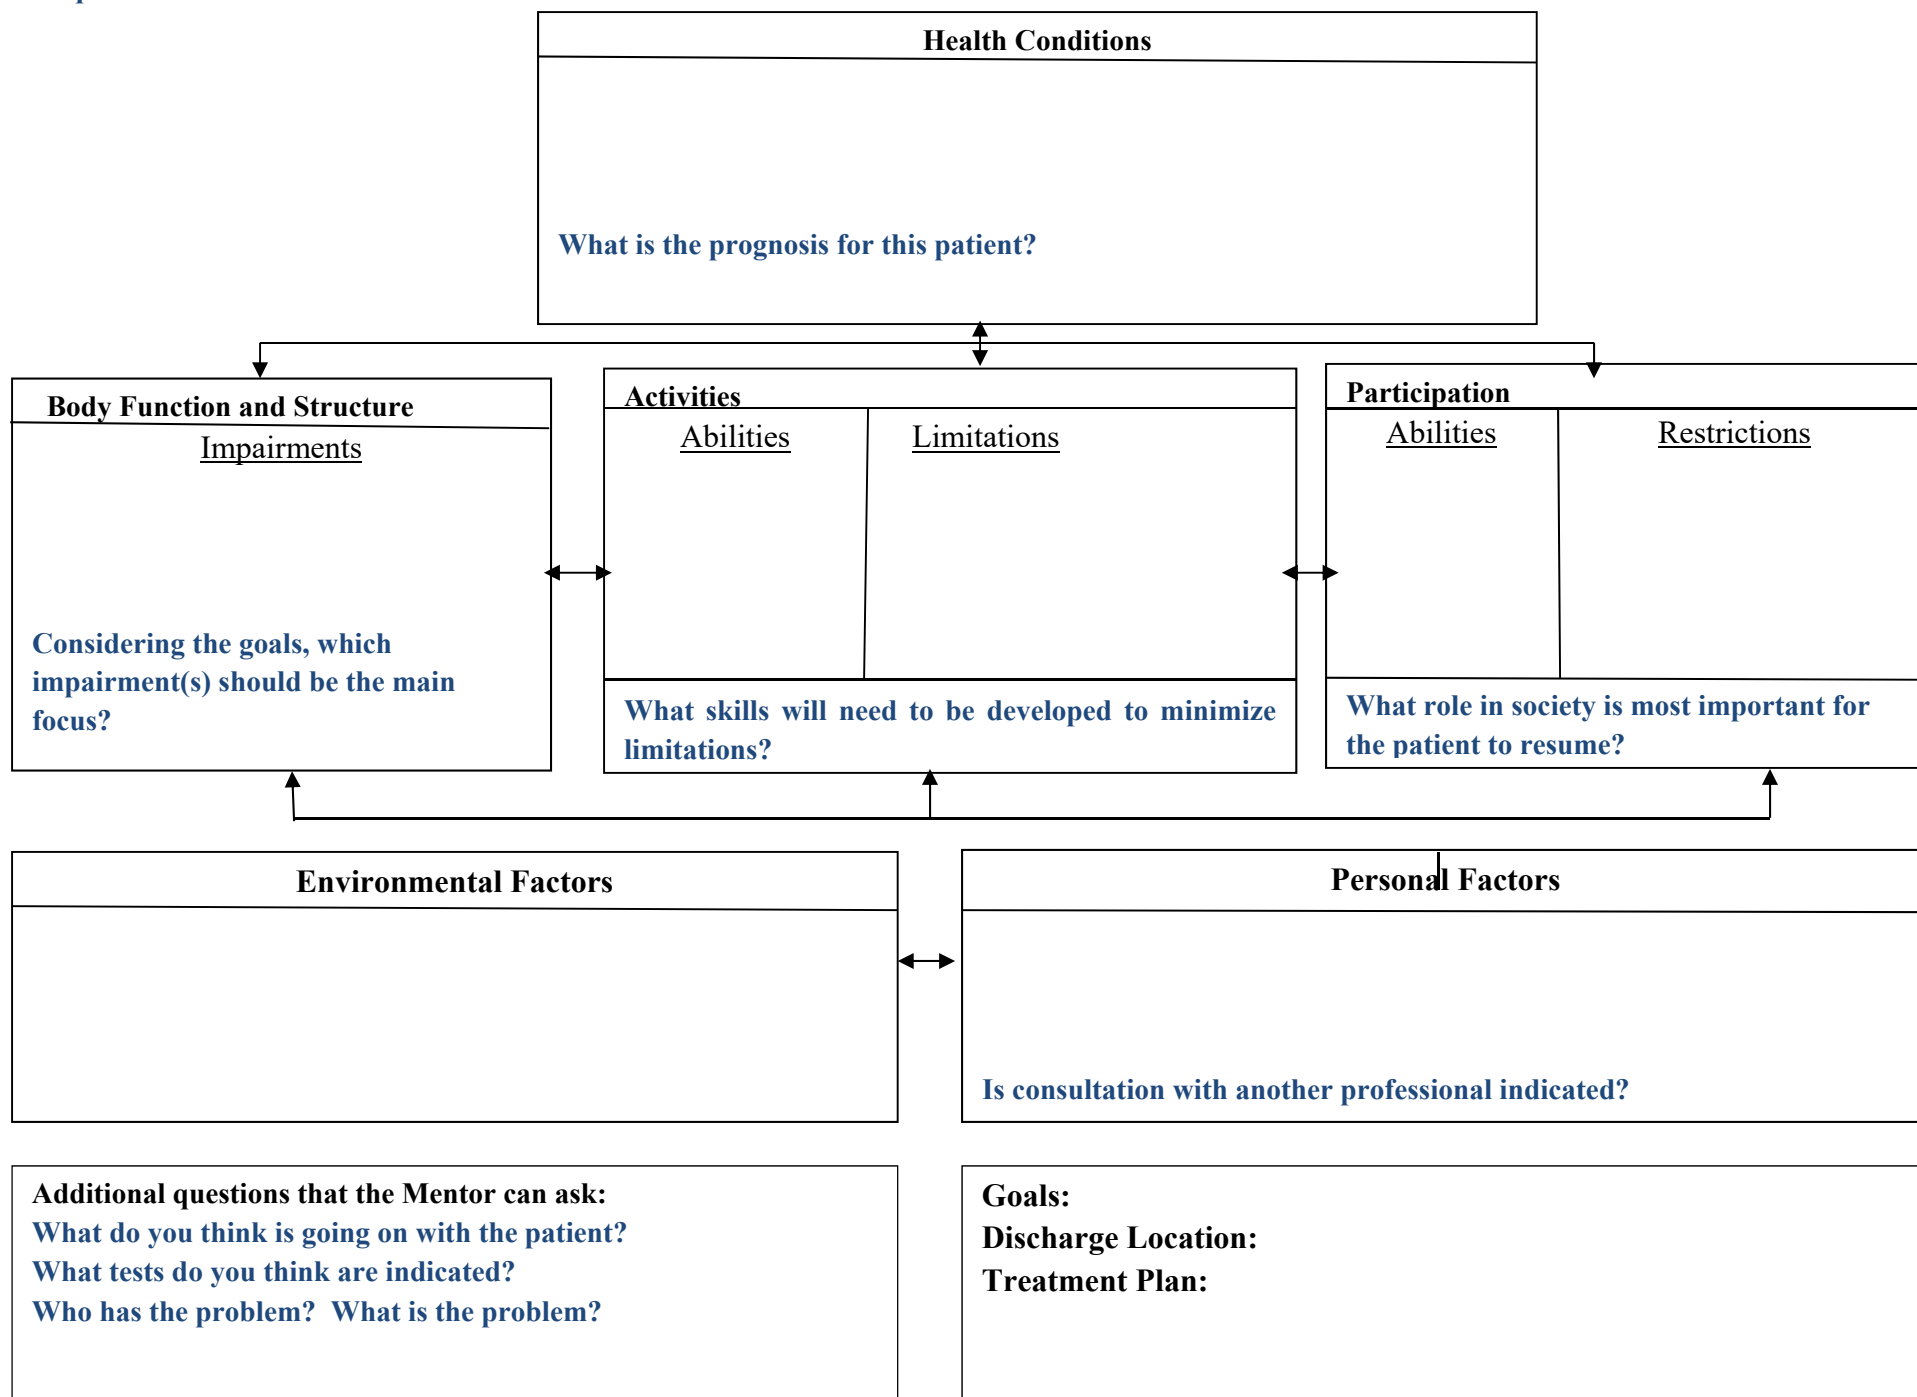 Health Conditions
What is the prognosis for this patient?
Body Function and Structure
Impairments
Considering the goals, which
impairment(s) should be the main
focus?
Activities
Abilities
Limitations
What skills will need to be developed to minimize
limitations?
Participation
Abilities
Restrictions
What role in society is most important for
the patient to resume?
Environmental Factors
Personal Factors
Is consultation with another professional indicated?
Additional questions that the Mentor can ask:
What do you think is going on with the patient?
What tests do you think are indicated?
Who has the problem?  What is the problem?
Goals:
Discharge Location:
Treatment Plan: